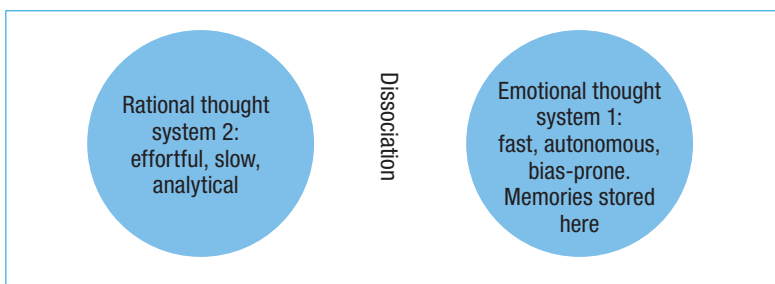 Rational thought
system 2:
effortful, slow,
analytical
Dissociation
Emotional thought
system 1:
fast, autonomous,
bias-prone.
Memories stored
here